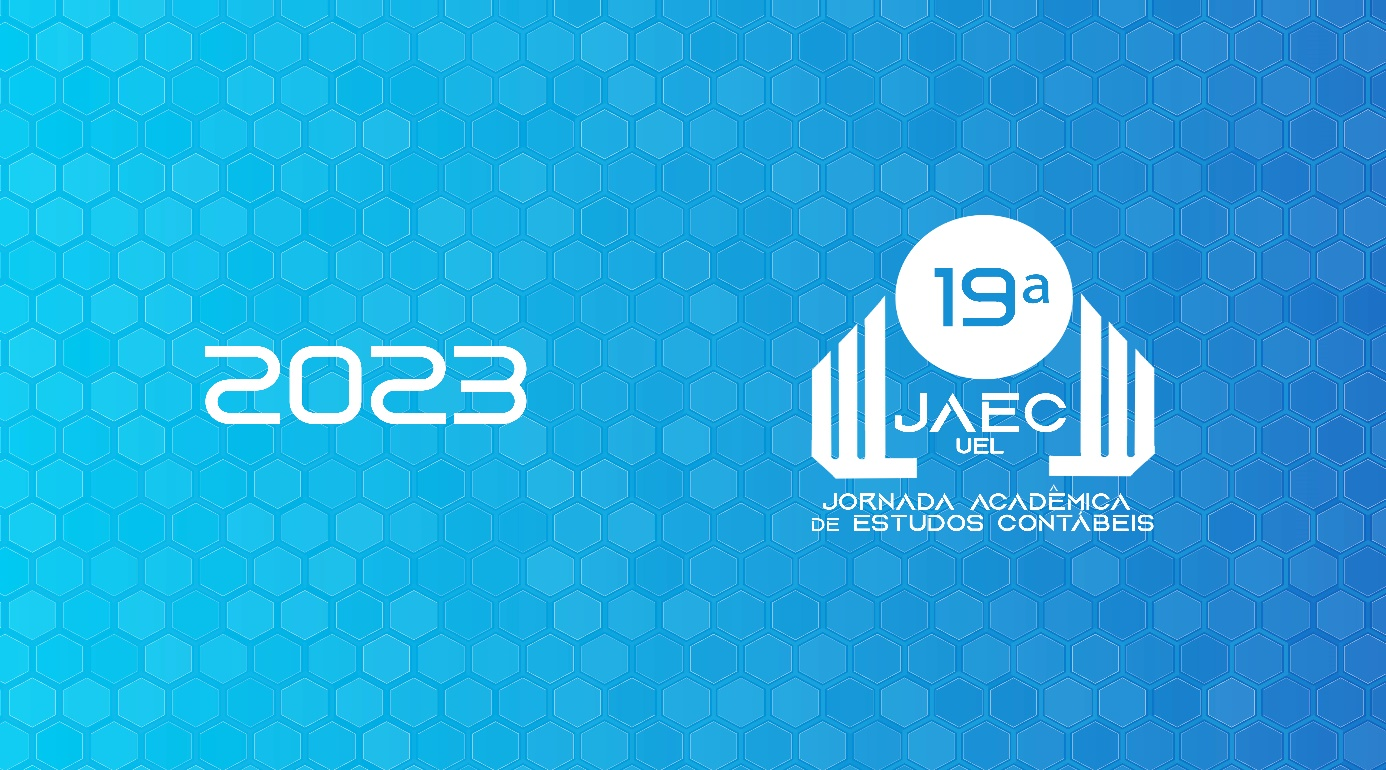 2023
19ª
JAEC
UEL
JORNADA ACADÊMICA
DE ESTUDOS CONTÁBEIS